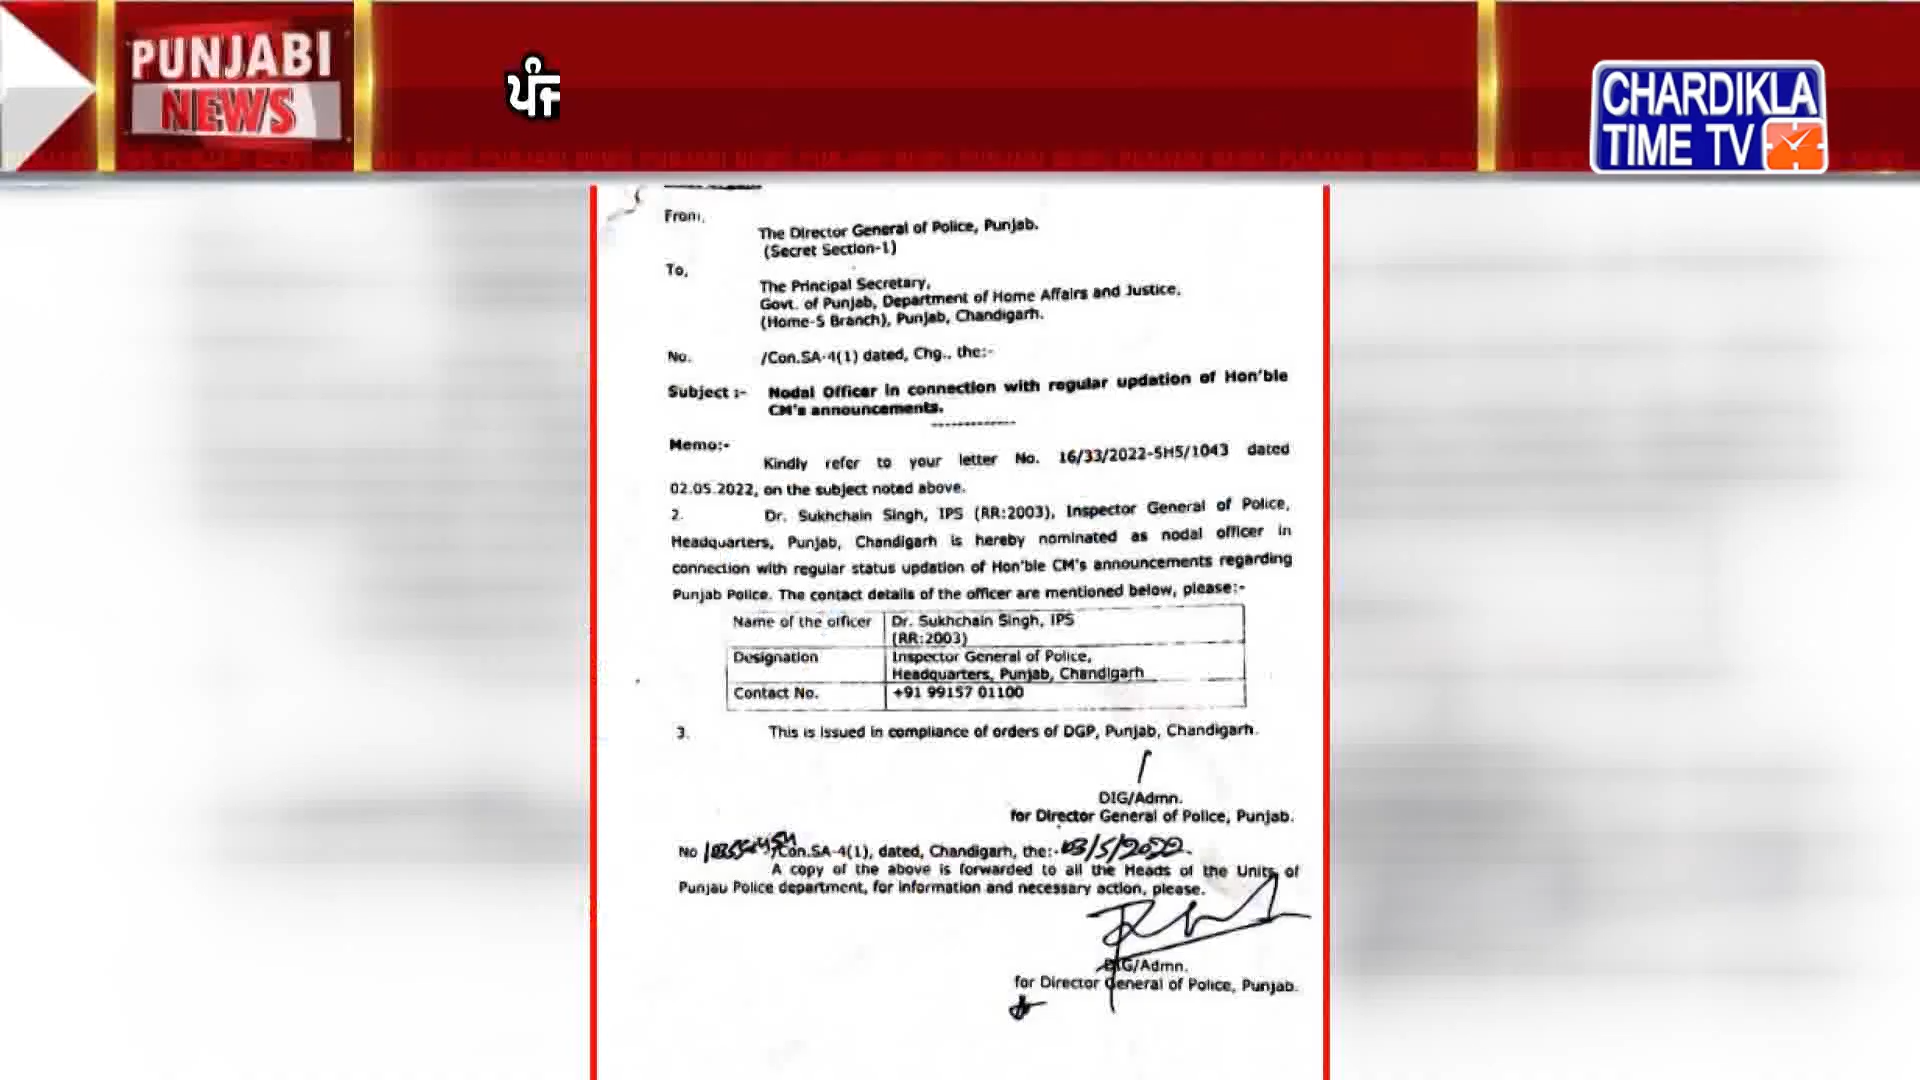 PUNJABI
NEWS
ਪੰ
CHARDIKLA
TIME TV
From,
The Director General of Police, Punjab.
(Secret Section-1)
To,
The Principal Secretary,
Govt. of Punjab, Department of Home Affairs and Justice,
(Home-5 Branch), Punjab, Chandigarh.
No. /Con.SA-4(1) dated, Chg., the:-
Subject :- Nodal Officer in connection with regular updation of Hon'ble
CM's announcements.
Memo:-
Kindly refer to your letter No. 16/33/2022-5H5/1043 dated
02.05.2022, on the subject noted above.
2. Dr. Sukhchain Singh, IPS (RR:2003), Inspector General of Police,
Headquarters, Punjab, Chandigarh is hereby nominated as nodal officer in
connection with regular status updation of Hon'ble CM's announcements regarding
Punjab Police. The contact details of the officer are mentioned below, please:-
Name of the officer Dr. Sukhchain Singh, IPS
(RR:2003)
Designation Inspector General of Police,
Headquarters, Punjab, Chandigarh
Contact No. +91 99157 01100
3. This is issued in compliance of orders of DGP, Punjab, Chandigarh.
DIG/Admn.
for Director General of Police, Punjab.
No /Con.SA-4(1), dated, Chandigarh, the:- 03/5/2022.
A copy of the above is forwarded to all the Heads of the Units of
Punjab Police department, for information and necessary action, please.
DIG/Admn.
for Director General of Police, Punjab.